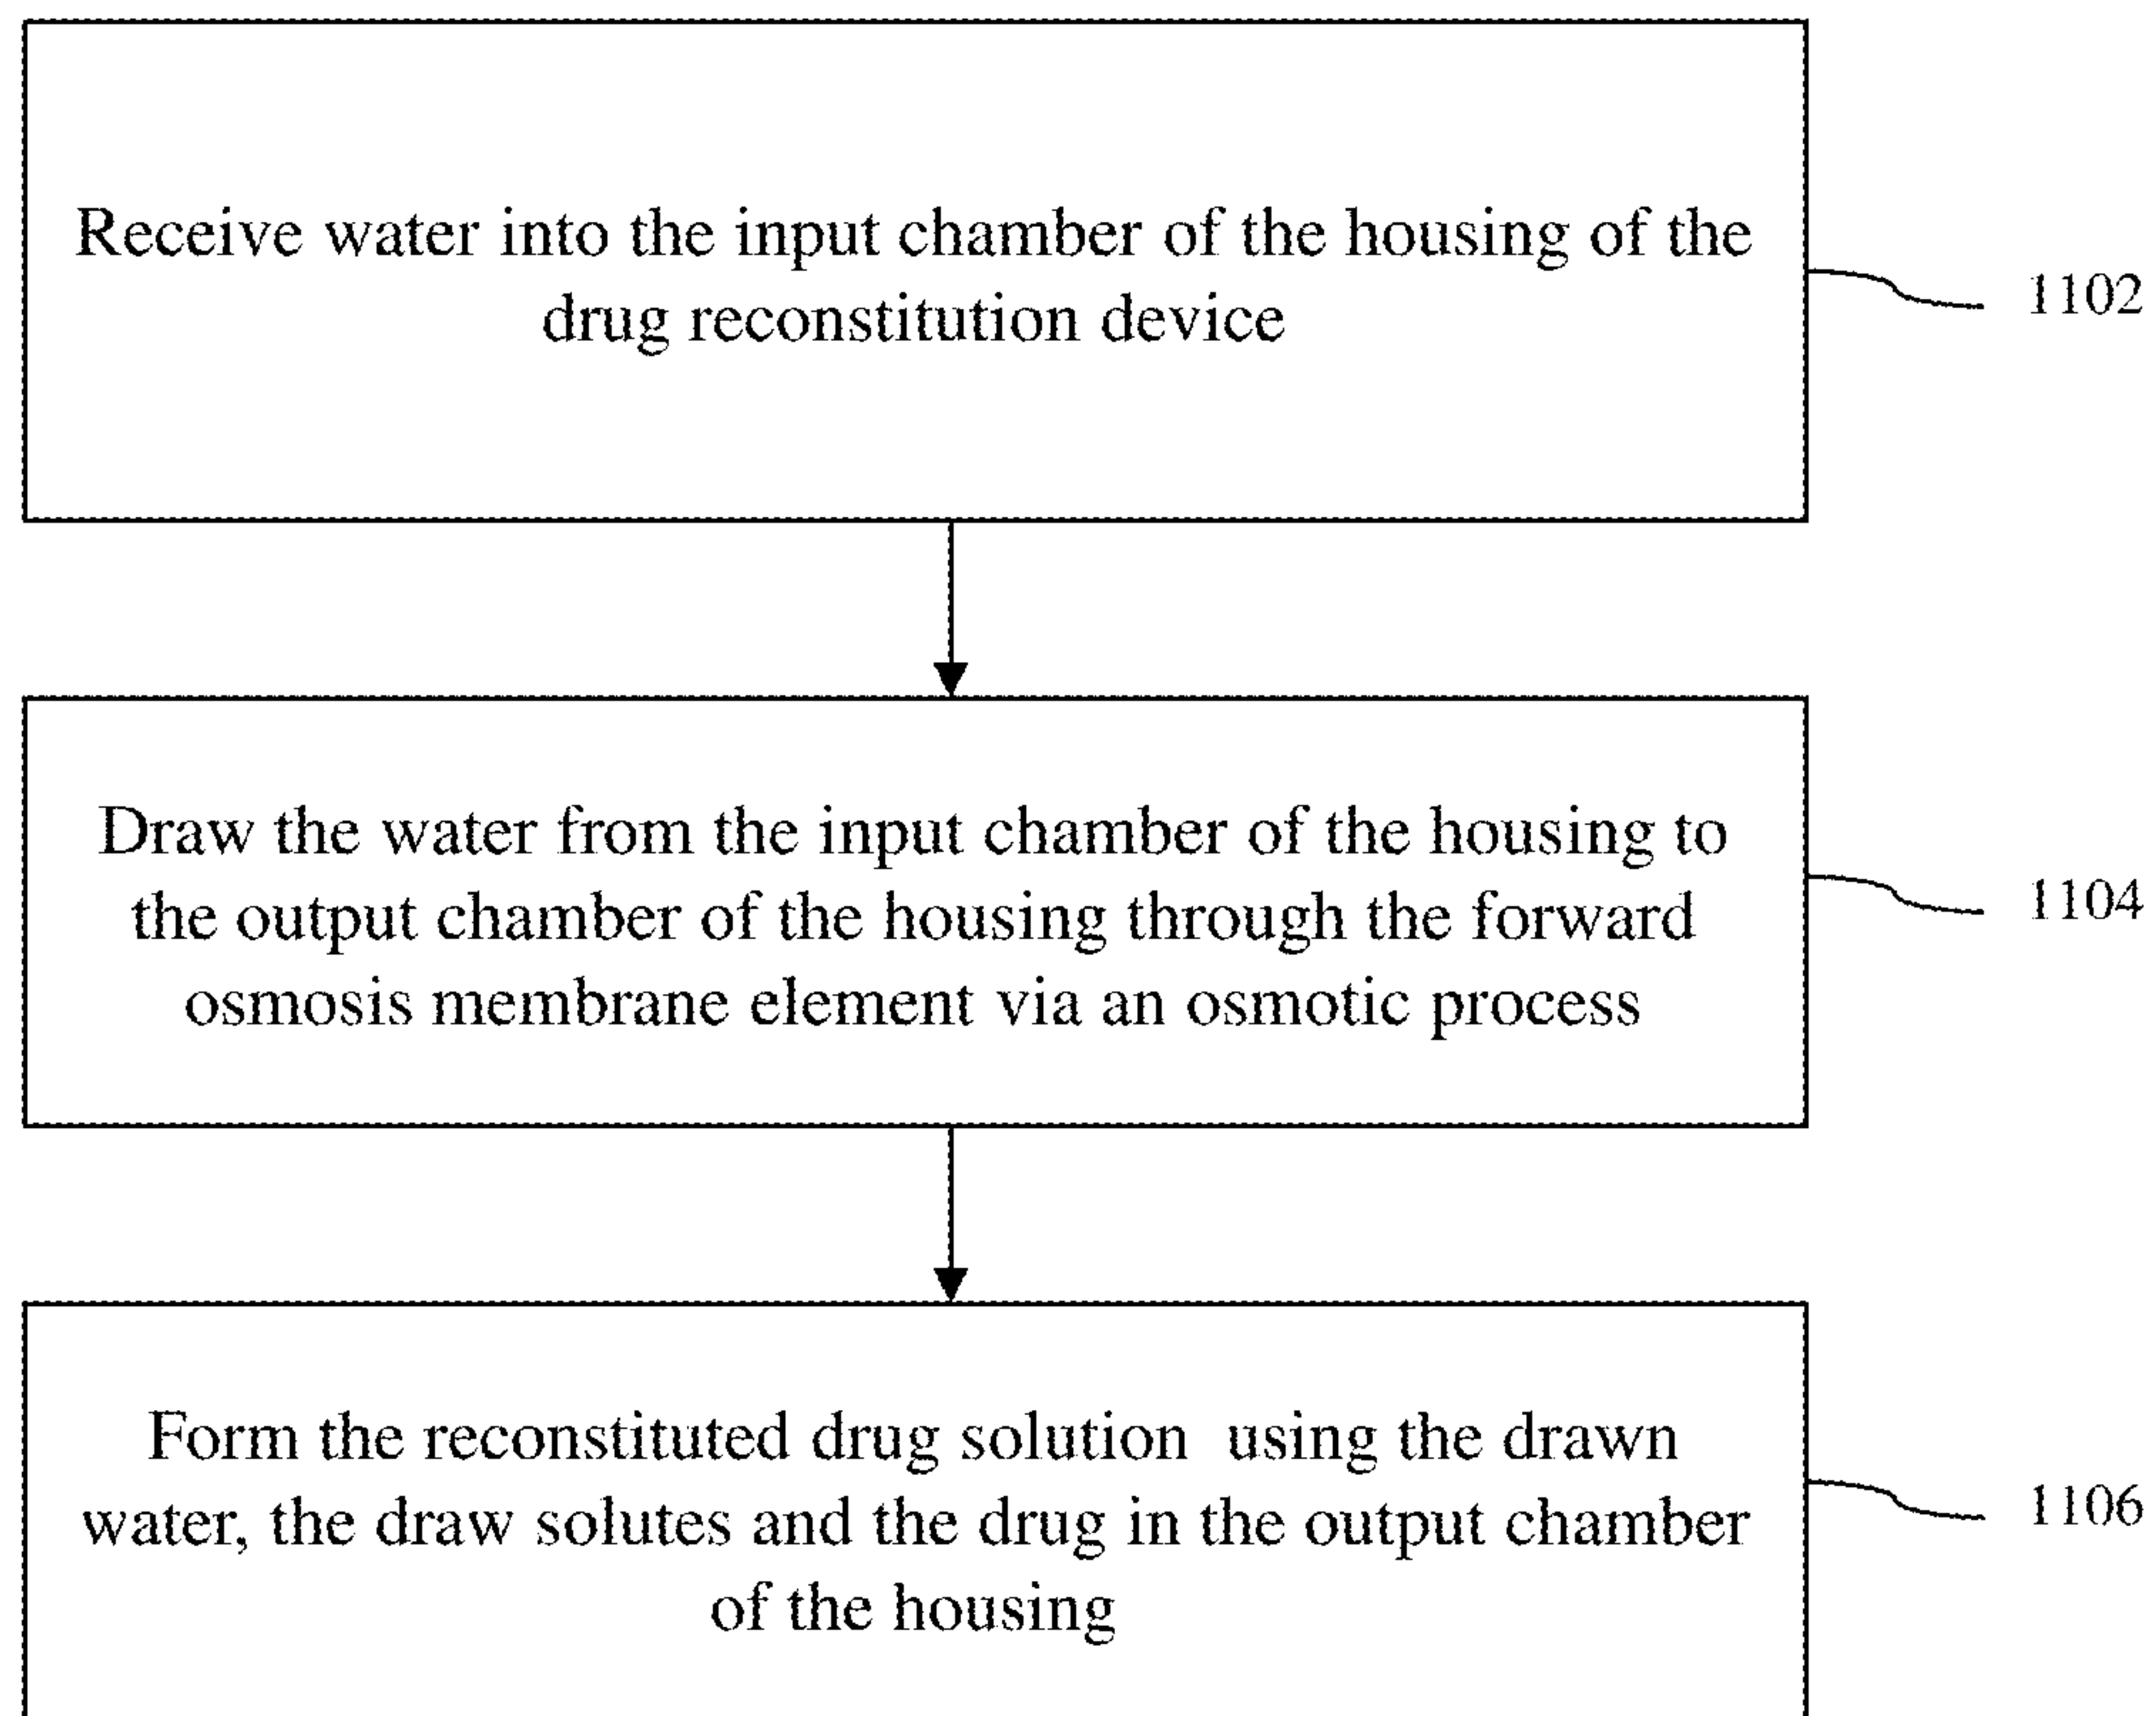 Receive water into the input chamber of the housing of the
drug reconstitution device
1102
Draw the water from the input chamber of the housing to
the output chamber of the housing through the forward
osmosis membrane element via an osmotic process
1104
Form the reconstituted drug solution using the drawn
water, the draw solutes and the drug in the output chamber
of the housing
1106